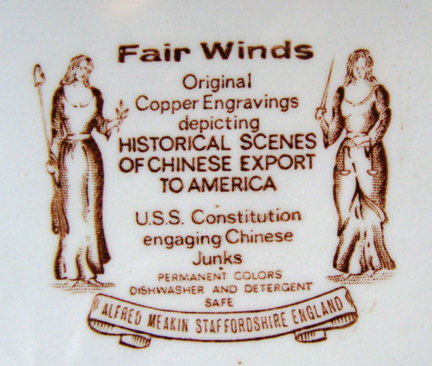 Fair Winds
Original
Copper Engravings
depicting
HISTORICAL SCENES
OF CHINESE EXPORT
TO AMERICA
U.S.S. Constitution
engaging Chinese
Junks
PERMANENT COLORS
DISHWASHER AND DETERGENT
SAFE
ALFRED MEAKIN STAFFORDSHIRE ENGLAND